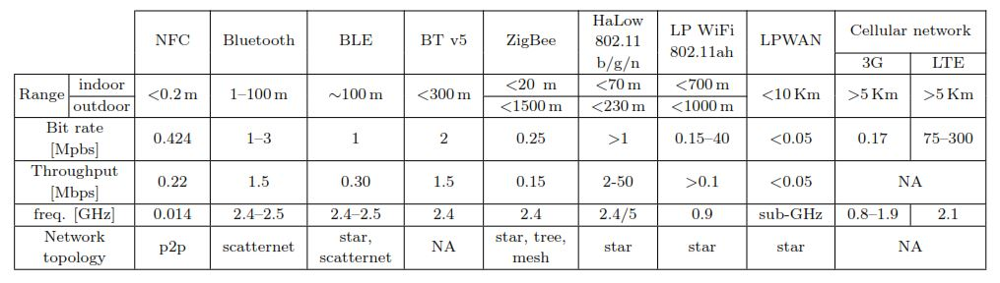 NFC Bluetooth BLE BT v5 ZigBee HaLow 802.11 b/g/n LP WiFi 802.11ah LPWAN Cellular network
3G LTE
Range indoor <0.2 m 1–100 m ∼100 m <300 m <20 m <70 m <700 m <10 Km >5 Km >5 Km
outdoor <1500 m <230 m <1000 m
Bit rate [Mpbs] 0.424 1–3 1 2 0.25 >1 0.15–40 <0.05 0.17 75–300
Throughput [Mbps] 0.22 1.5 0.30 1.5 0.15 2-50 >0.1 <0.05 NA
freq. [GHz] 0.014 2.4–2.5 2.4–2.5 2.4 2.4 2.4/5 0.9 sub-GHz 0.8–1.9 2.1
Network topology p2p scatternet star, scatternet NA star, tree, mesh star star star NA